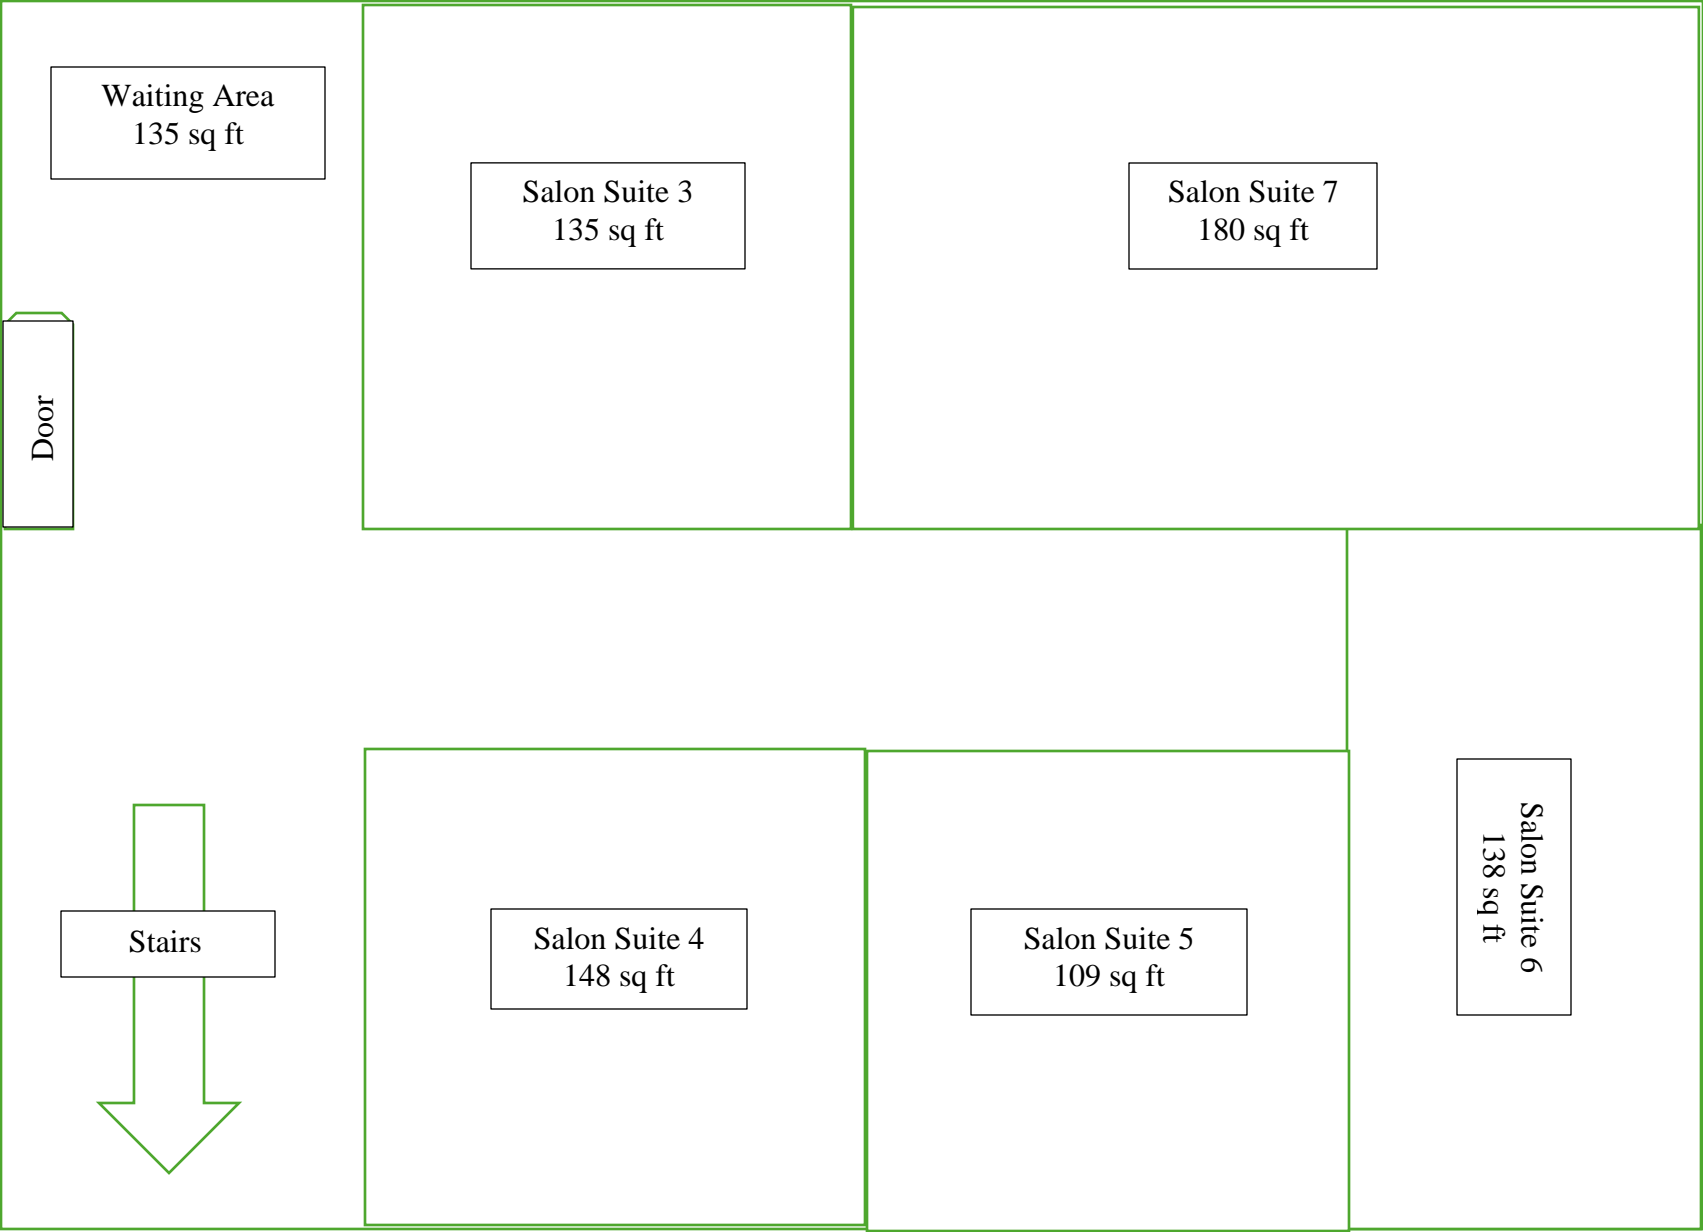 Waiting Area
135 sq ft
Salon Suite 3
135 sq ft
Salon Suite 7
180 sq ft
Door
Stairs
Salon Suite 4
148 sq ft
Salon Suite 5
109 sq ft
Salon Suite 6
138 sq ft